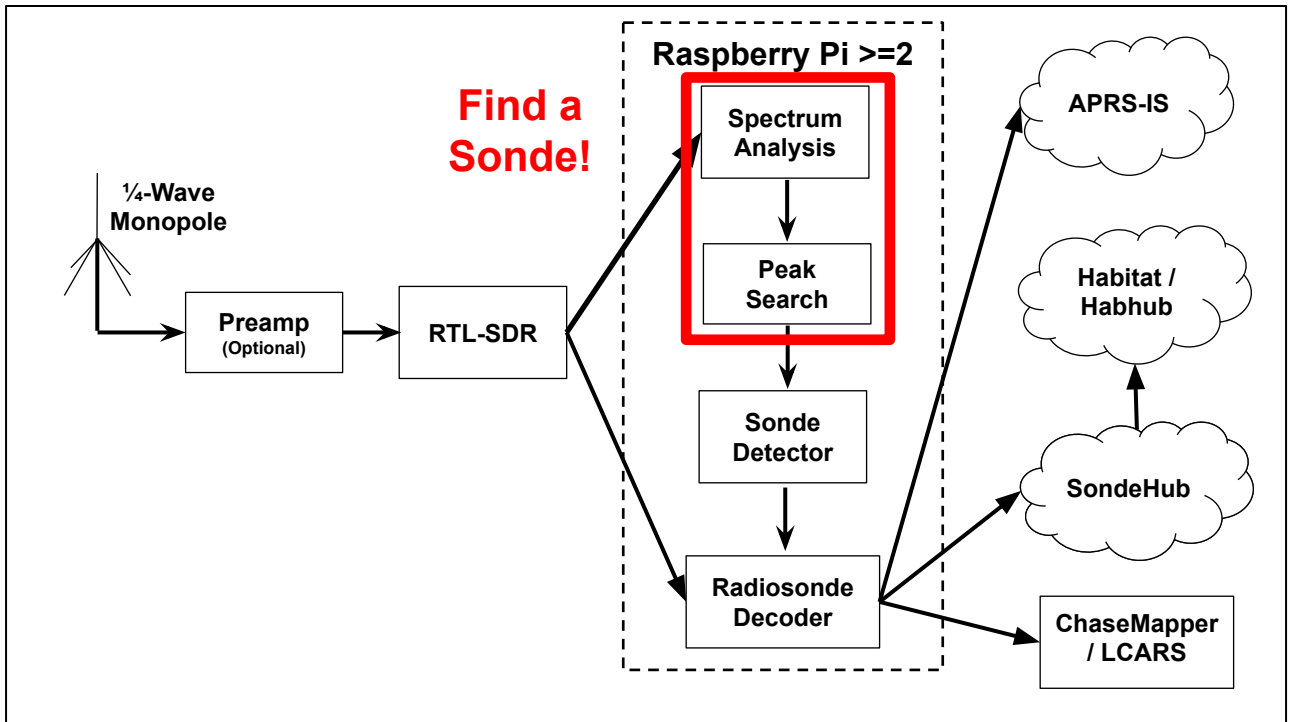 Raspberry Pi >=2
Find a
Sonde!
¼-Wave
Monopole
Preamp
(Optional)
RTL-SDR
Spectrum
Analysis
Peak
Search
Sonde
Detector
Radiosonde
Decoder
APRS-IS
Habitat /
Habhub
SondeHub
ChaseMapper
/ LCARS